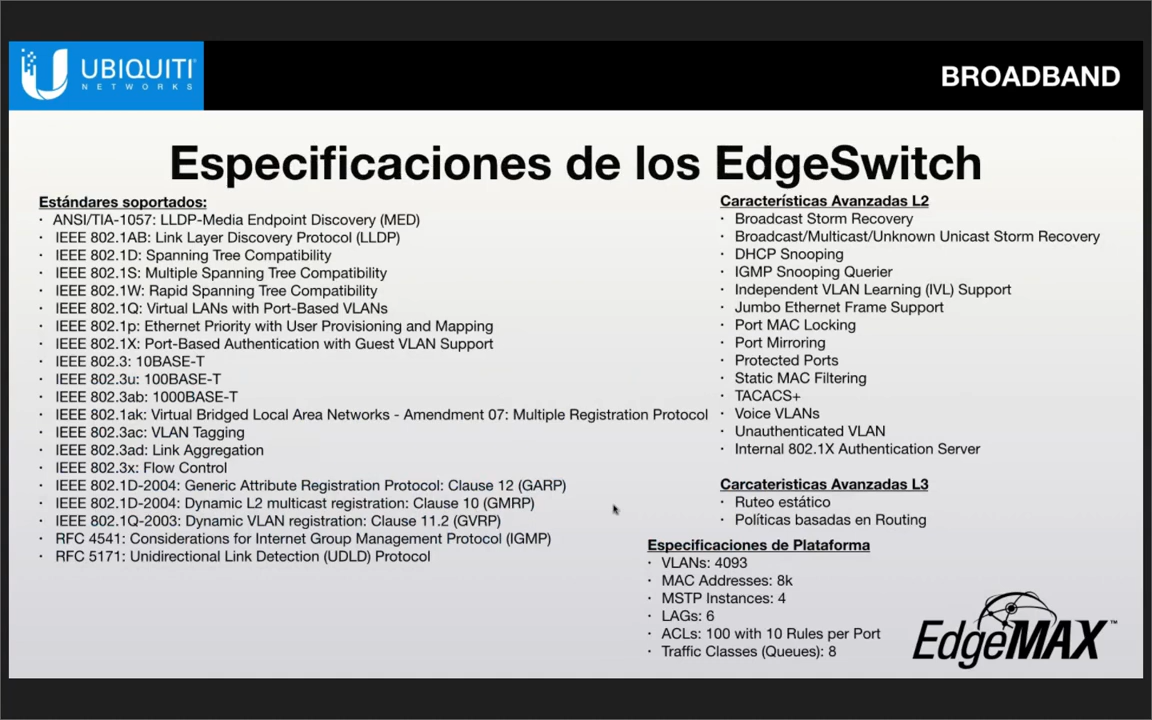 UBIQUITI
NETWORKS
BROADBAND
Especificaciones de los EdgeSwitch
Estándares soportados:
· ANSI/TIA-1057: LLDP-Media Endpoint Discovery (MED)
· IEEE 802.1AB: Link Layer Discovery Protocol (LLDP)
· IEEE 802.1D: Spanning Tree Compatibility
· IEEE 802.1S: Multiple Spanning Tree Compatibility
· IEEE 802.1W: Rapid Spanning Tree Compatibility
· IEEE 802.1Q: Virtual LANs with Port-Based VLANs
· IEEE 802.1p: Ethernet Priority with User Provisioning and Mapping
· IEEE 802.1X: Port-Based Authentication with Guest VLAN Support
· IEEE 802.3: 10BASE-T
· IEEE 802.3u: 100BASE-T
· IEEE 802.3ab: 1000BASE-T
· IEEE 802.1ak: Virtual Bridged Local Area Networks - Amendment 07: Multiple Registration Protocol
· IEEE 802.3ac: VLAN Tagging
· IEEE 802.3ad: Link Aggregation
· IEEE 802.3x: Flow Control
· IEEE 802.1D-2004: Generic Attribute Registration Protocol: Clause 12 (GARP)
· IEEE 802.1D-2004: Dynamic L2 multicast registration: Clause 10 (GMRP)
· IEEE 802.1Q-2003: Dynamic VLAN registration: Clause 11.2 (GVRP)
· RFC 4541: Considerations for Internet Group Management Protocol (IGMP)
· RFC 5171: Unidirectional Link Detection (UDLD) Protocol
Características Avanzadas L2
· Broadcast Storm Recovery
· Broadcast/Multicast/Unknown Unicast Storm Recovery
· DHCP Snooping
· IGMP Snooping Querier
· Independent VLAN Learning (IVL) Support
· Jumbo Ethernet Frame Support
· Port MAC Locking
· Port Mirroring
· Protected Ports
· Static MAC Filtering
· TACACS+
· Voice VLANs
· Unauthenticated VLAN
· Internal 802.1X Authentication Server
Carcateristicas Avanzadas L3
· Ruteo estático
· Políticas basadas en Routing
Especificaciones de Plataforma
· VLANs: 4093
· MAC Addresses: 8k
· MSTP Instances: 4
· LAGs: 6
· ACLs: 100 with 10 Rules per Port
· Traffic Classes (Queues): 8
EdgeMAX™